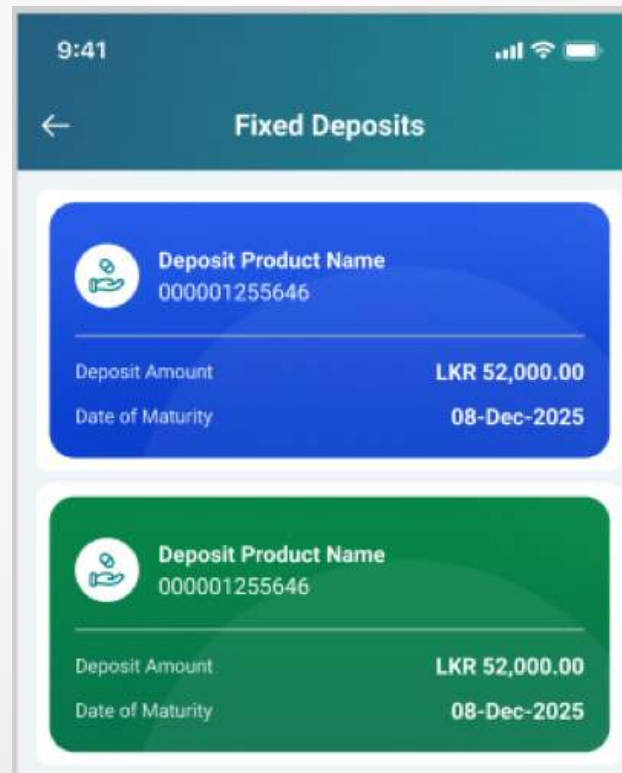 9:41
Fixed Deposits
Deposit Product Name
000001255646
Deposit Amount LKR 52,000.00
Date of Maturity 08-Dec-2025
Deposit Product Name
000001255646
Deposit Amount LKR 52,000.00
Date of Maturity 08-Dec-2025